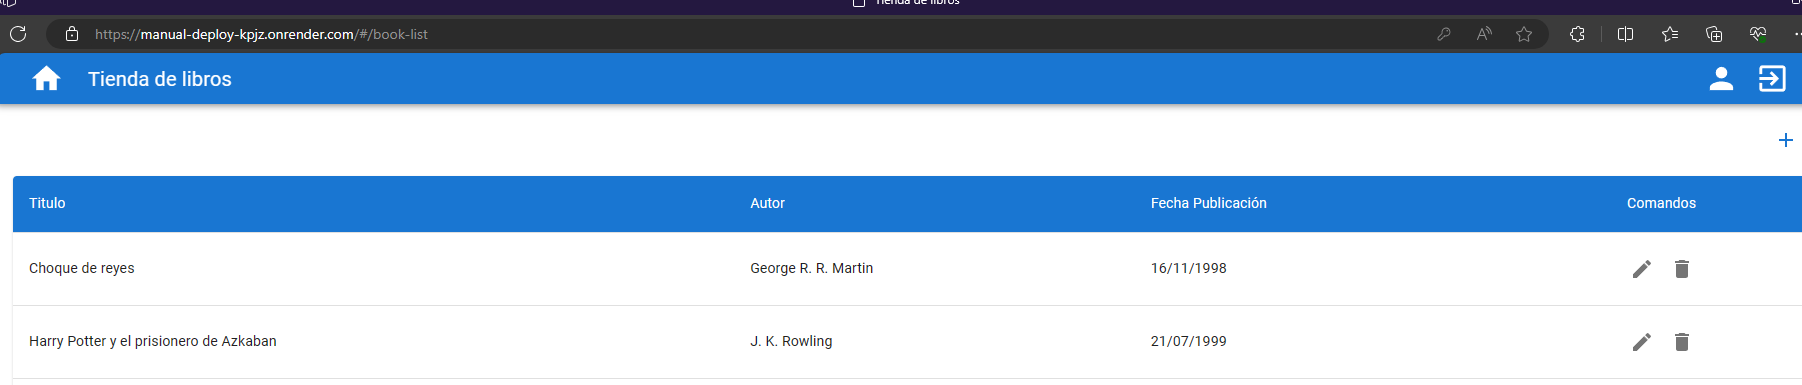 Tienda de libros
https://manual-deploy-kpjz.onrender.com/#/book-list
Tienda de libros
Titulo Autor Fecha Publicación Comandos
Choque de reyes George R. R. Martin 16/11/1998
Harry Potter y el prisionero de Azkaban J. K. Rowling 21/07/1999